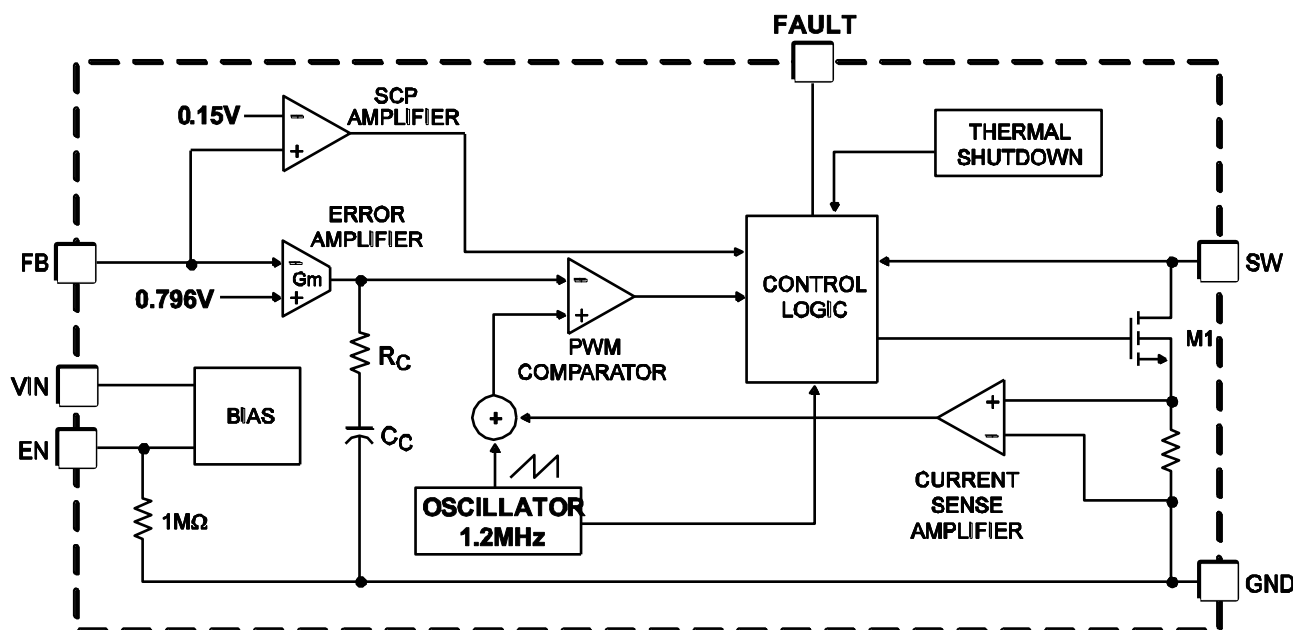 FAULT
0.15V
−
+
SCP
AMPLIFIER
THERMAL
SHUTDOWN
ERROR
AMPLIFIER
FB
−
Gm
+
0.796V
−
+
PWM
COMPARATOR
CONTROL
LOGIC
SW
M1
VIN
EN
BIAS
RC
CC
+
+
−
CURRENT
SENSE
AMPLIFIER
1MΩ
OSCILLATOR
1.2MHz
GND